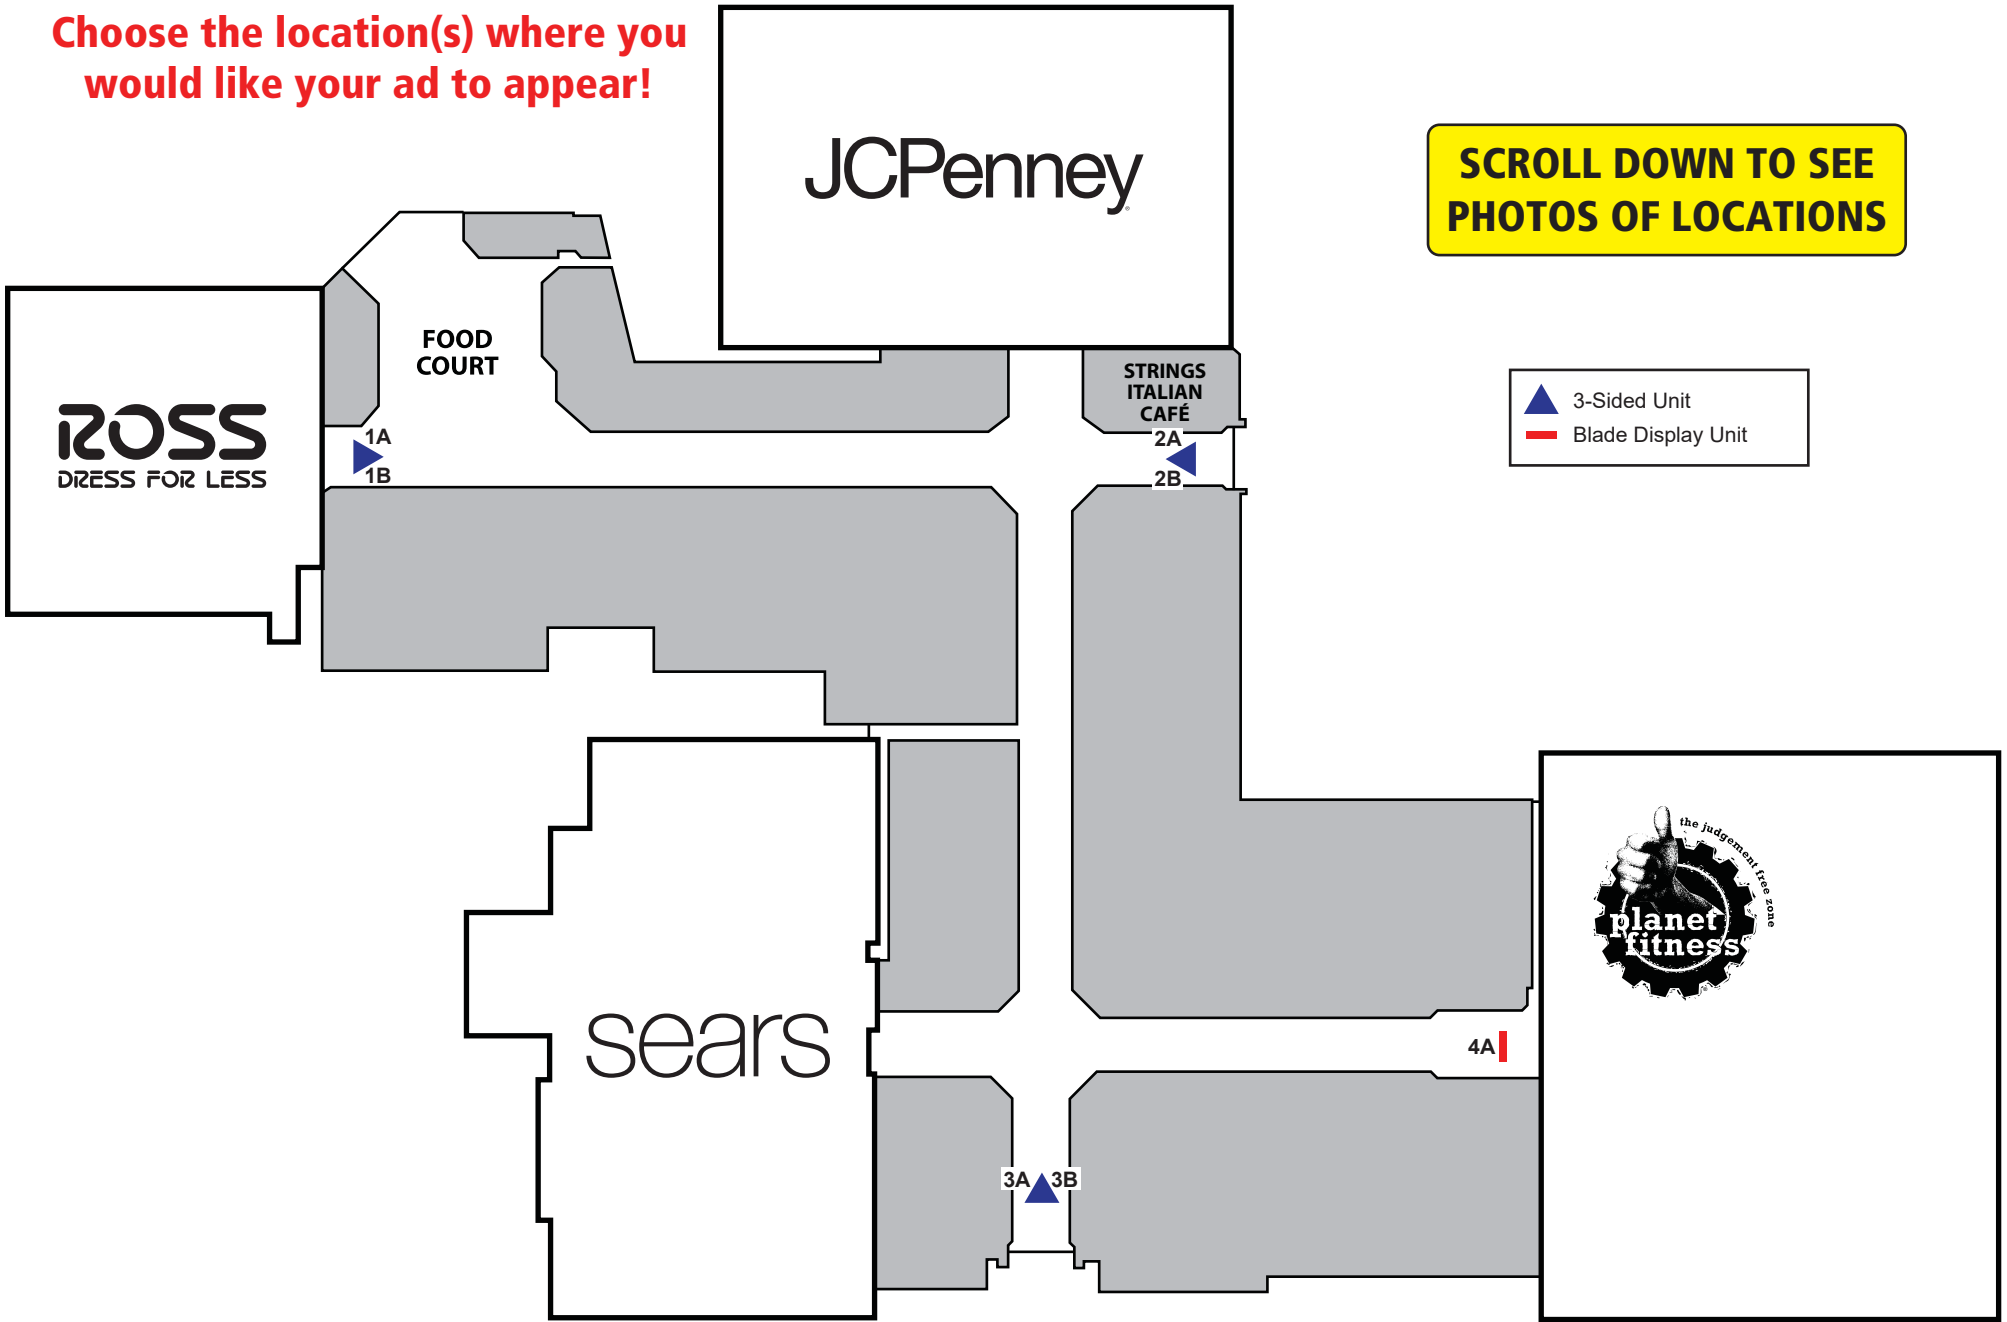 Choose the location(s) where you
would like your ad to appear!
JCPenney
SCROLL DOWN TO SEE
PHOTOS OF LOCATIONS
FOOD
COURT
STRINGS
ITALIAN
CAFÉ
3-Sided Unit
Blade Display Unit
ROSS
DRESS FOR LESS
1A
1B
2A
2B
the judgement free zone
planet
fitness
sears
4A
3A
3B